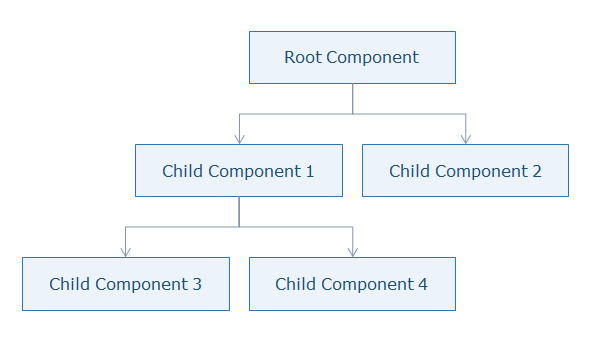 Root Component
Child Component 1
Child Component 2
Child Component 3
Child Component 4